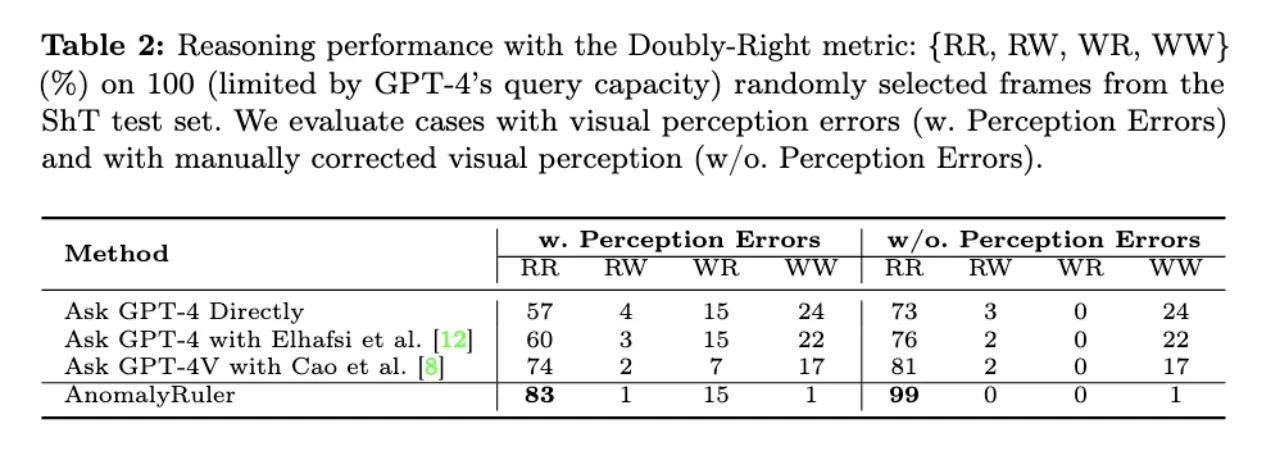 Table 2: Reasoning performance with the Doubly-Right metric: {RR, RW, WR, WW}
(%) on 100 (limited by GPT-4's query capacity) randomly selected frames from the
ShT test set. We evaluate cases with visual perception errors (w. Perception Errors)
and with manually corrected visual perception (w/o. Perception Errors).
Method w. Perception Errors w/o. Perception Errors
RR RW WR WW RR RW WR WW
Ask GPT-4 Directly 57 4 15 24 73 3 0 24
Ask GPT-4 with Elhafsi et al. [12] 60 3 15 22 76 2 0 22
Ask GPT-4V with Cao et al. [8] 74 2 7 17 81 2 0 17
AnomalyRuler 83 1 15 1 99 0 0 1